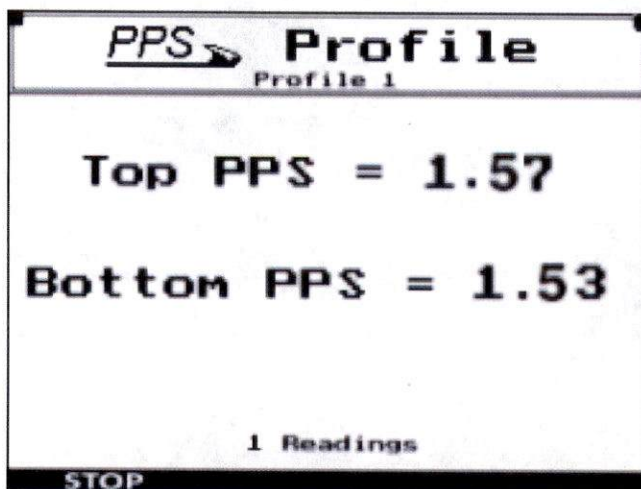 PPS Profile
Profile 1
Top PPS = 1.57
Bottom PPS = 1.53
1 Readings
STOP